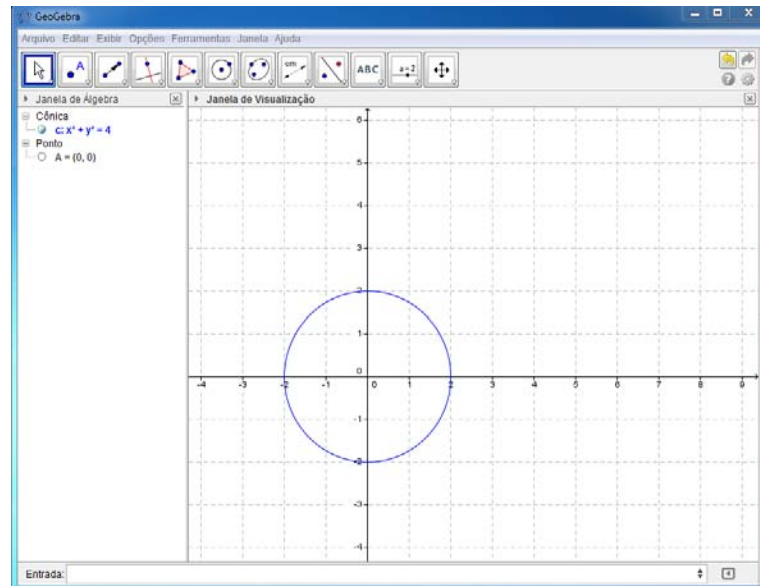 GeoGebra
Arquivo Editar Exibir Opções Ferramentas Janela Ajuda
A
cm
ABC
a=2
Janela de Álgebra
Janela de Visualização
Cônica
c: x² + y² = 4
Ponto
A = (0, 0)
6
5
4
3
2
1
0
-4 -3 -2 -1 0 1 2 3 4 5 6 7 8 9
-1
-2
-3
-4
Entrada: